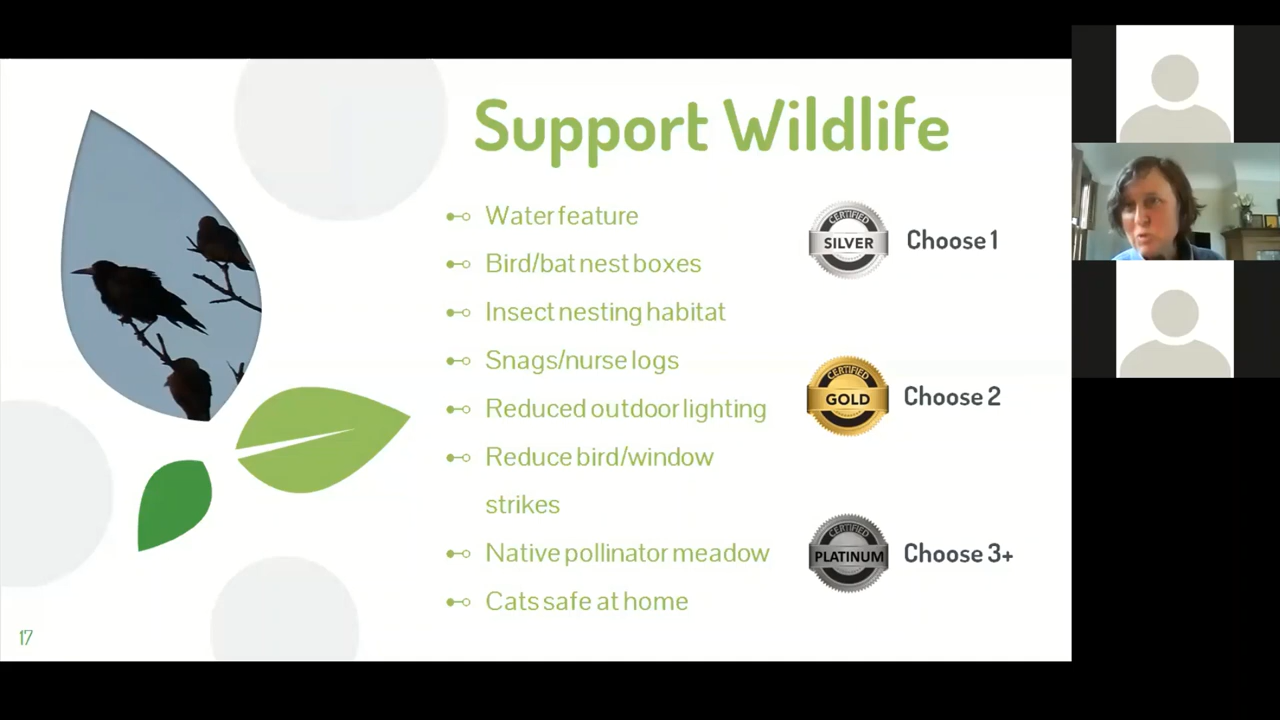 Support Wildlife
Water feature
Bird/bat nest boxes
Insect nesting habitat
Snags/nurse logs
Reduced outdoor lighting
Reduce bird/window
strikes
Native pollinator meadow
Cats safe at home
CERTIFIED
SILVER
Choose 1
CERTIFIED
GOLD
Choose 2
CERTIFIED
PLATINUM
Choose 3+
17